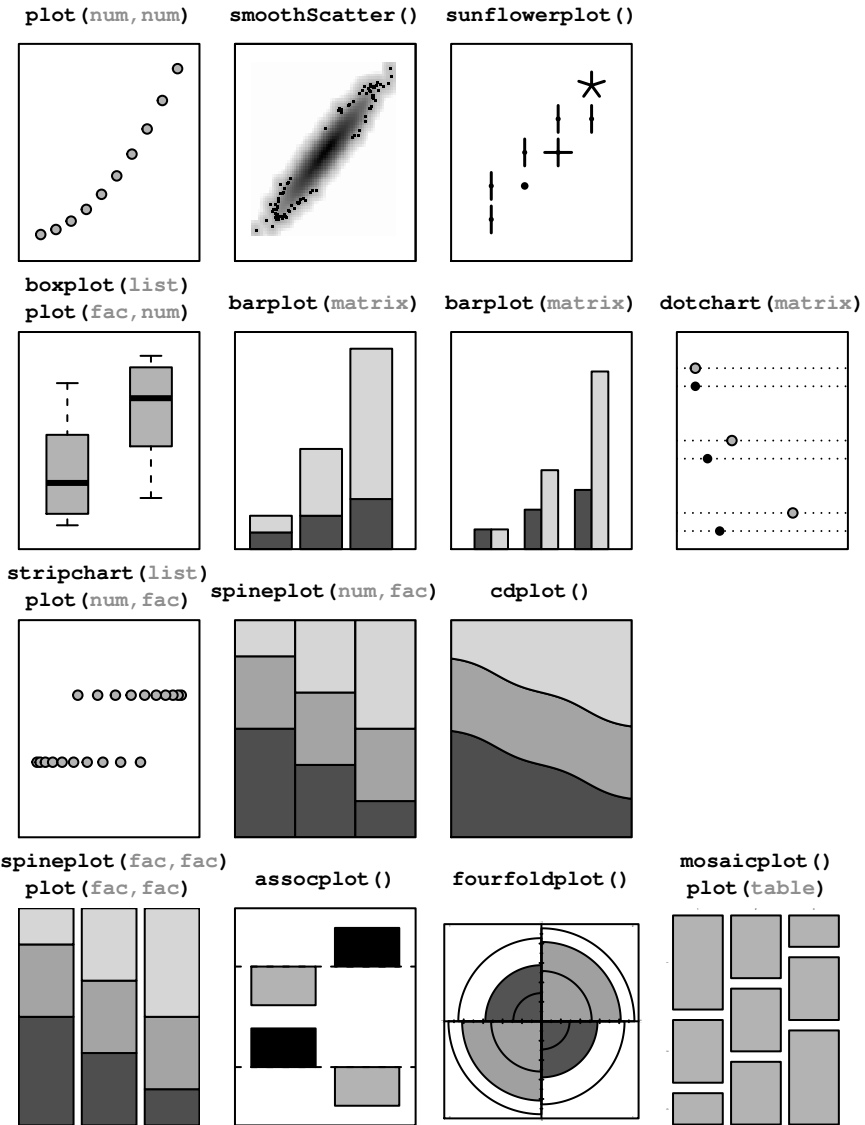 plot(num,num)
smoothScatter()
sunflowerplot()
boxplot(list)
plot(fac,num)
barplot(matrix)
barplot(matrix)
dotchart(matrix)
stripchart(list)
plot(num,fac)
spineplot(num,fac)
cdplot()
spineplot(fac,fac)
plot(fac,fac)
assocplot()
fourfoldplot()
mosaicplot()
plot(table)